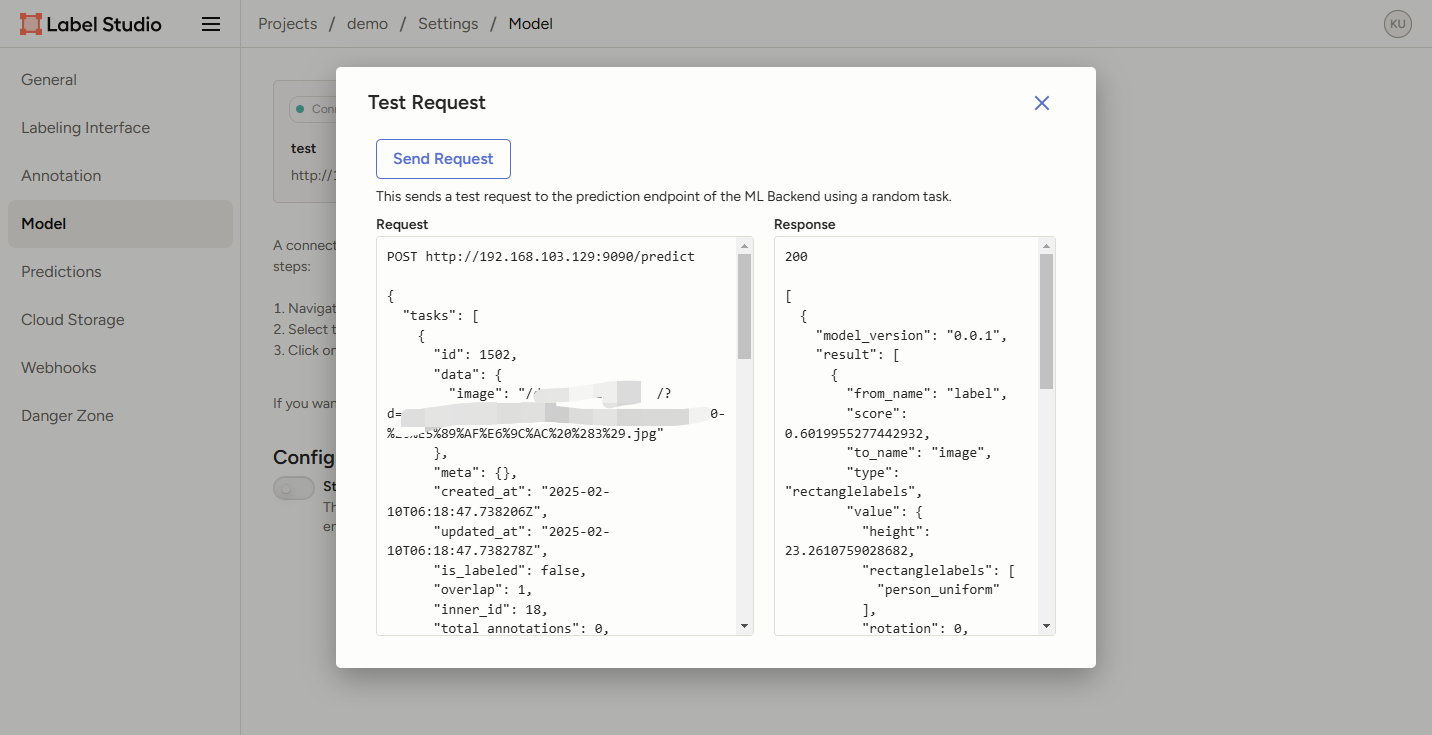 Label Studio
Projects / demo / Settings / Model
KU
General
Labeling Interface
Annotation
Model
Predictions
Cloud Storage
Webhooks
Danger Zone
test
http://1
A connect
steps:
1. Navigat
2. Select t
3. Click on
If you wan
Config
St
Th
en
Test Request
Send Request
This sends a test request to the prediction endpoint of the ML Backend using a random task.
Request
POST http://192.168.103.129:9090/predict
{
"tasks": [
{
"id": 1502,
"data": {
"image": "/ /?
d= 0-
%E5%89%AF%E6%9C%AC%20%283%29.jpg"
},
"meta": {},
"created_at": "2025-02-
10T06:18:47.738206Z",
"updated_at": "2025-02-
10T06:18:47.738278Z",
"is_labeled": false,
"overlap": 1,
"inner_id": 18,
"total_annotations": 0,
Response
200
[
{
"model_version": "0.0.1",
"result": [
{
"from_name": "label",
"score":
0.6019955277442932,
"to_name": "image",
"type":
"rectanglelabels",
"value": {
"height":
23.2610759028682,
"rectanglelabels": [
"person_uniform"
],
"rotation": 0,